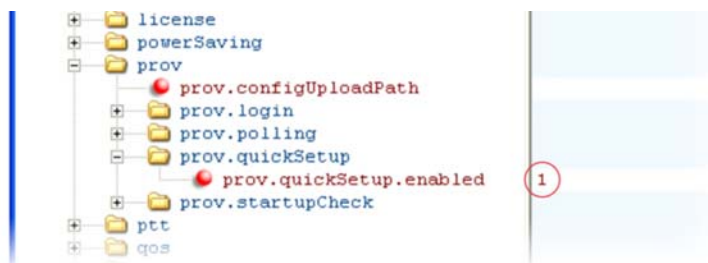 license
powerSaving
prov
prov.configUploadPath
prov.login
prov.polling
prov.quickSetup
prov.quickSetup.enabled 1
prov.startupCheck
ptt
qos